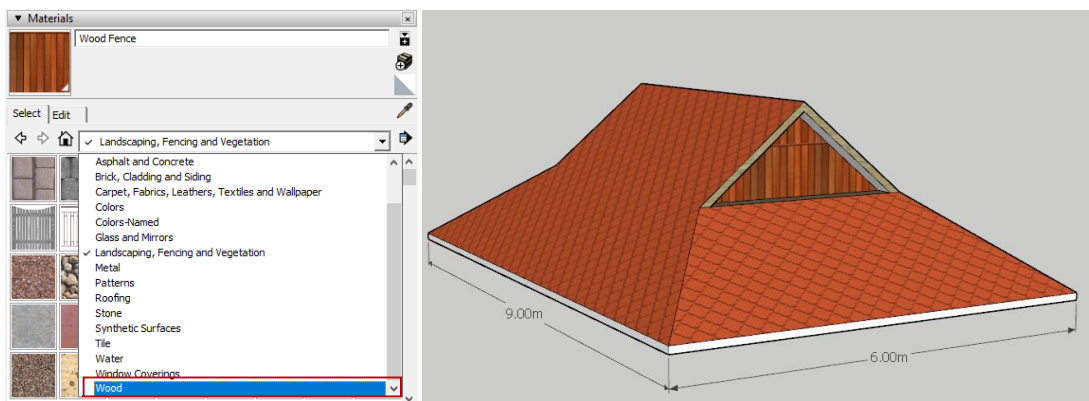 Materials
Wood Fence
Select Edit
Landscaping, Fencing and Vegetation
Asphalt and Concrete
Brick, Cladding and Siding
Carpet, Fabrics, Leathers, Textiles and Wallpaper
Colors
Colors-Named
Glass and Mirrors
Landscaping, Fencing and Vegetation
Metal
Patterns
Roofing
Stone
Synthetic Surfaces
Tile
Water
Window Coverings
Wood
9.00m
6.00m